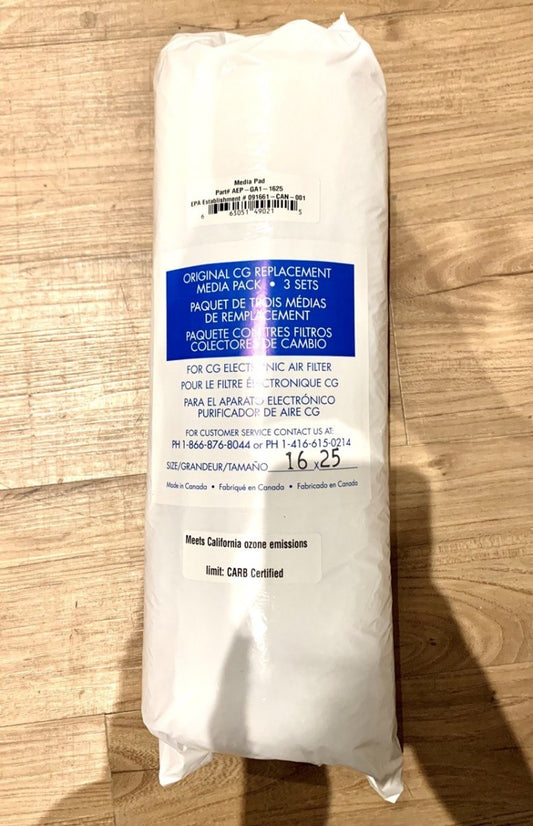 Media Pad
Part# AEP-GA1-1625
EPA Establishment # 091661-CAN-001
6 63051 49021 3
ORIGINAL CG REPLACEMENT
MEDIA PACK • 3 SETS
PAQUET DE TROIS MÉDIAS
DE REMPLACEMENT
PAQUETE CON TRES FILTROS
COLECTORES DE CAMBIO
FOR CG ELECTRONIC AIR FILTER
POUR LE FILTRE ÉLECTRONIQUE CG
PARA EL APARATO ELECTRÓNICO
PURIFICADOR DE AIRE CG
FOR CUSTOMER SERVICE CONTACT US AT:
PH 1-866-876-8044 or PH 1-416-615-0214
SIZE/GRANDEUR/TAMAÑO 16 x 25
Made in Canada • Fabriqué en Canada • Fabricado en Canada
Meets California ozone emissions
limit: CARB Certified